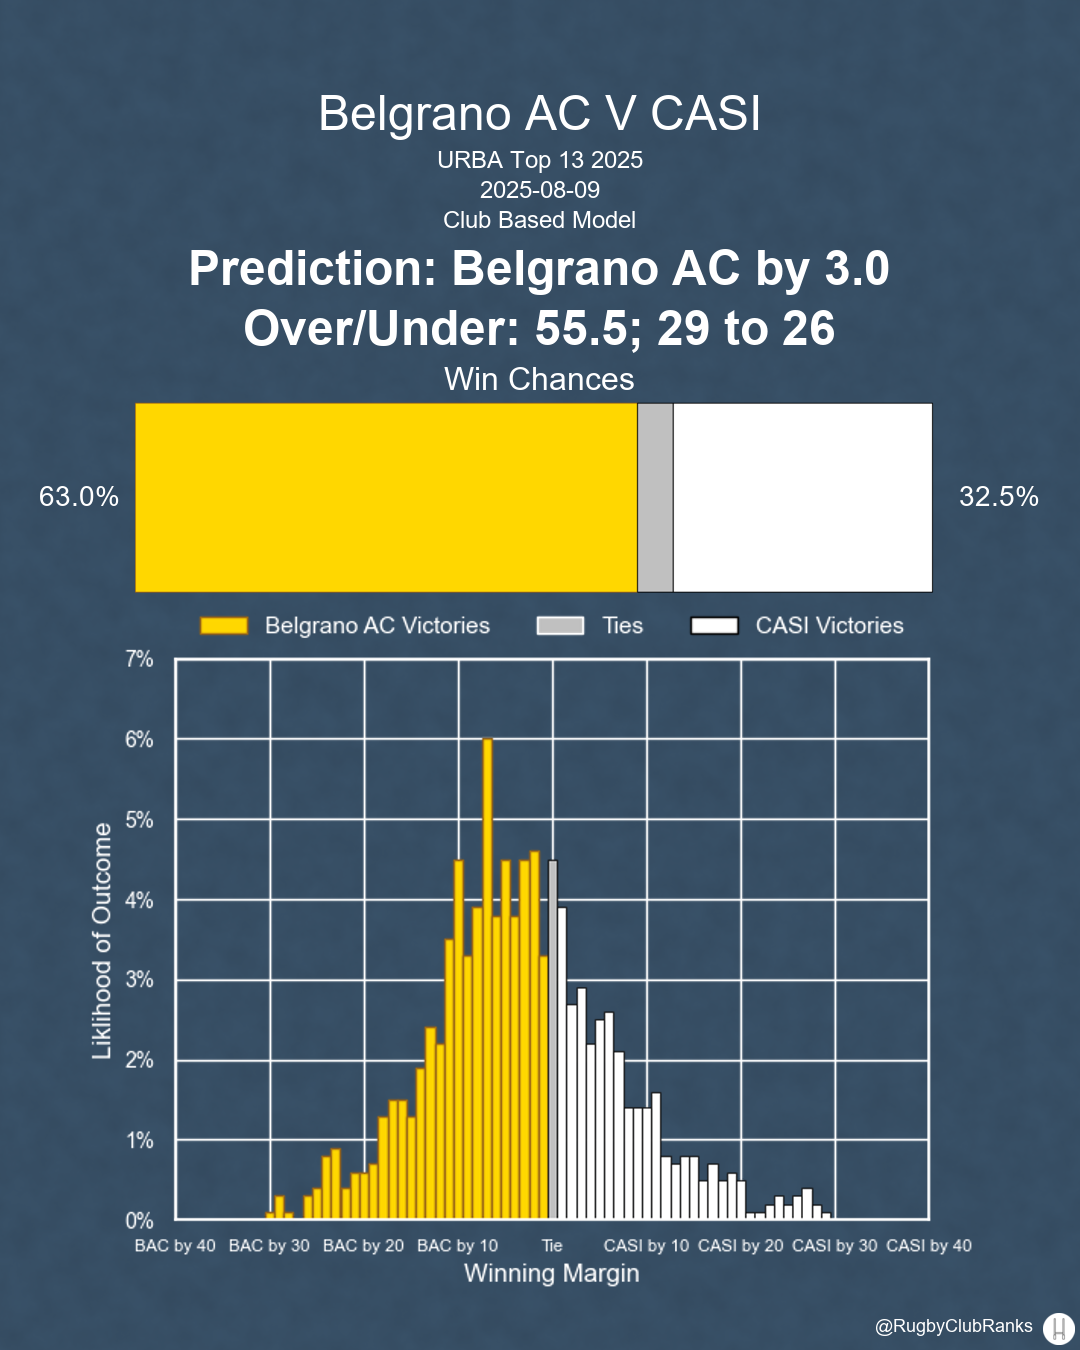 Belgrano AC V CASI
URBA Top 13 2025
2025-08-09
Club Based Model
Prediction: Belgrano AC by 3.0
Over/Under: 55.5; 29 to 26
Win Chances
63.0%
32.5%
Belgrano AC Victories
Ties
CASI Victories
7%
6%
5%
4%
3%
2%
1%
0%
Liklihood of Outcome
BAC by 40
BAC by 30
BAC by 20
BAC by 10
Tie
CASI by 10
CASI by 20
CASI by 30
CASI by 40
Winning Margin
@RugbyClubRanks